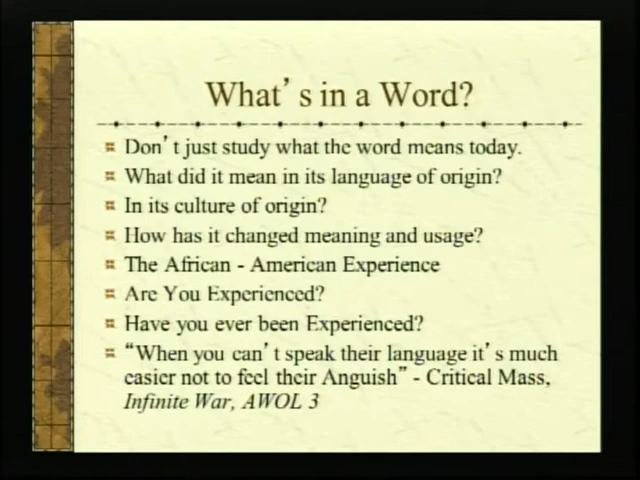 What's in a Word?
Don't just study what the word means today.
What did it mean in its language of origin?
In its culture of origin?
How has it changed meaning and usage?
The African - American Experience
Are You Experienced?
Have you ever been Experienced?
“When you can't speak their language it's much
easier not to feel their Anguish” - Critical Mass,
Infinite War, AWOL 3